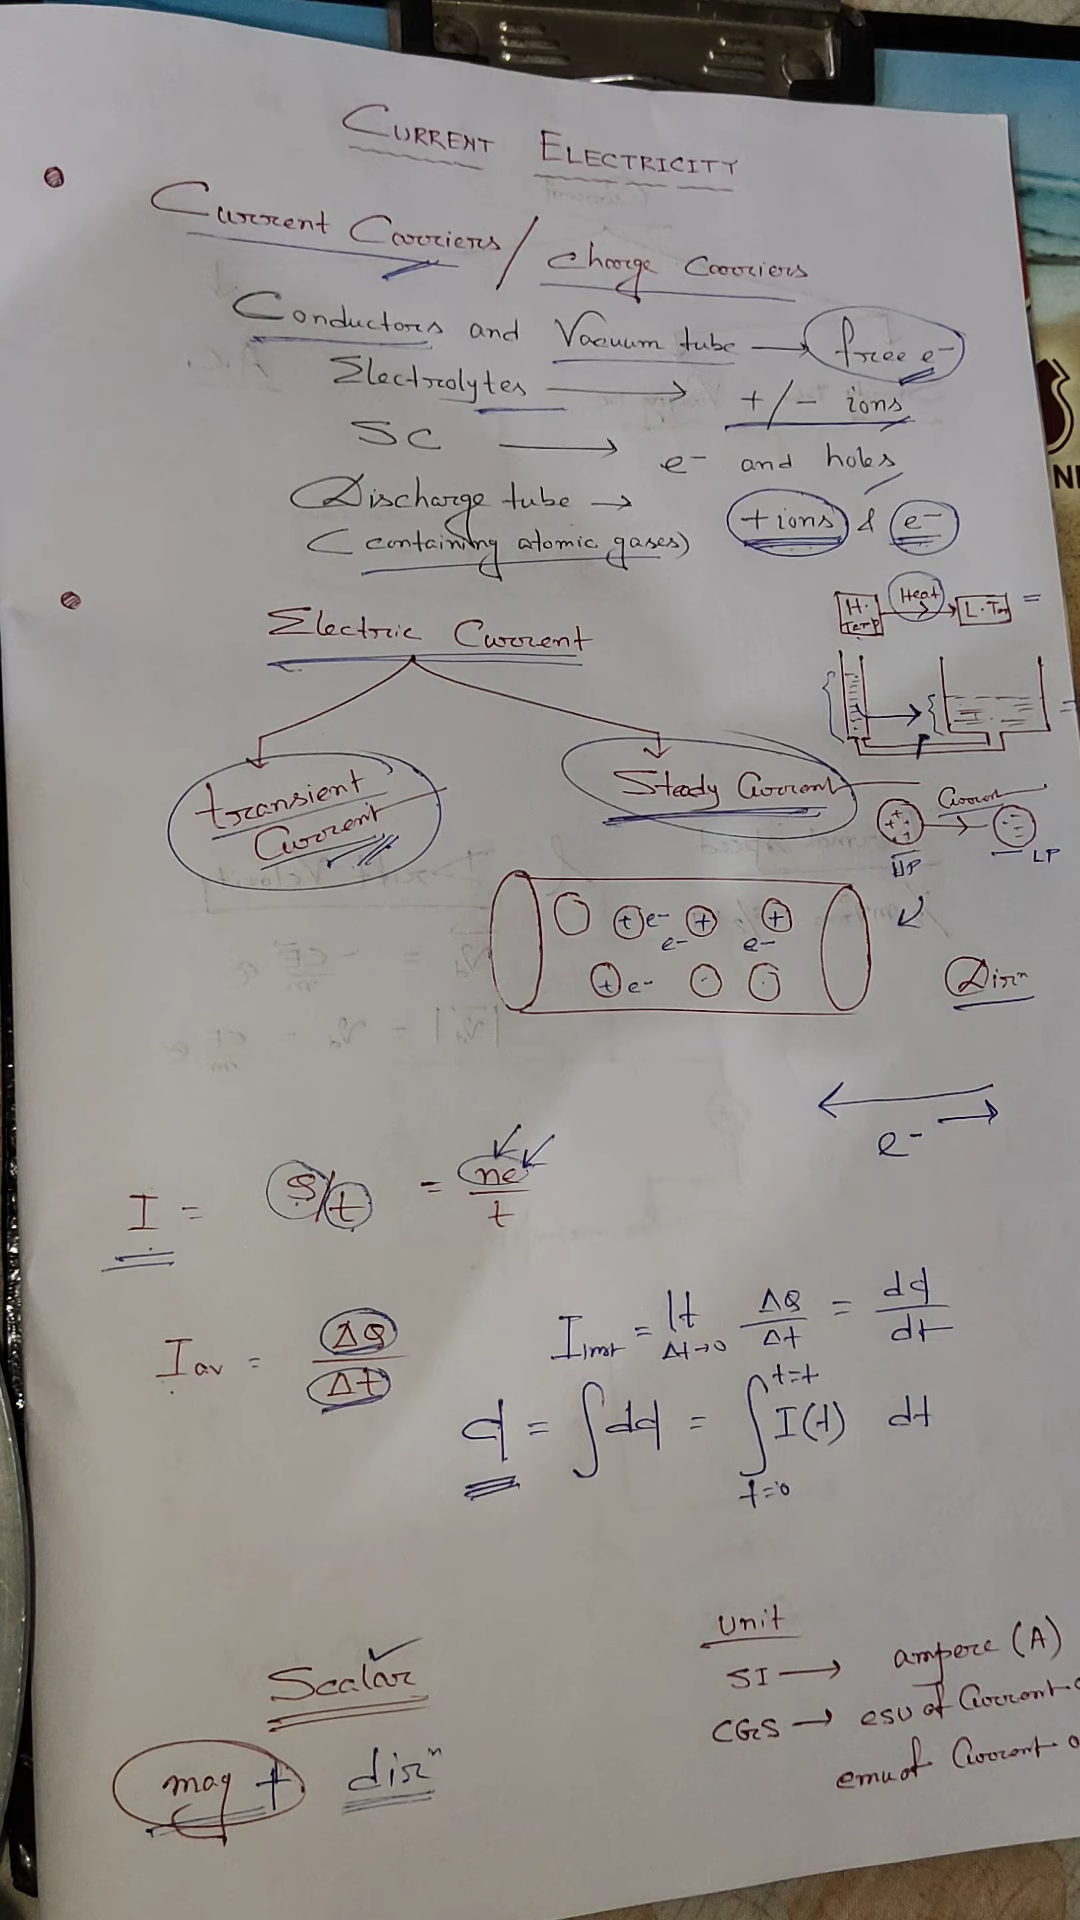 CURRENT ELECTRICITY
Current Carriers / Charge Carriers
Conductors and Vacuum tube → free e-
Electrolytes → +/- ions
SC → e- and holes
Discharge tube → + ions & e-
(containing atomic gases)
H. Temp Heat L. Tem =
Electric Current
transient Current
Steady Current
Current
HP LP
+ e- + +
e- e-
+ e-
Dirⁿ
e-
I = Q/t = ne/t
I av = ΔQ/Δt
I inst = lt Δt→0 ΔQ/Δt = dq/dt
q = ∫dq = ∫ t=0 t=t I(t) dt
Scalar
mag + dirⁿ
Unit
SI → ampere (A)
CGS → esu of Current
emu of Current